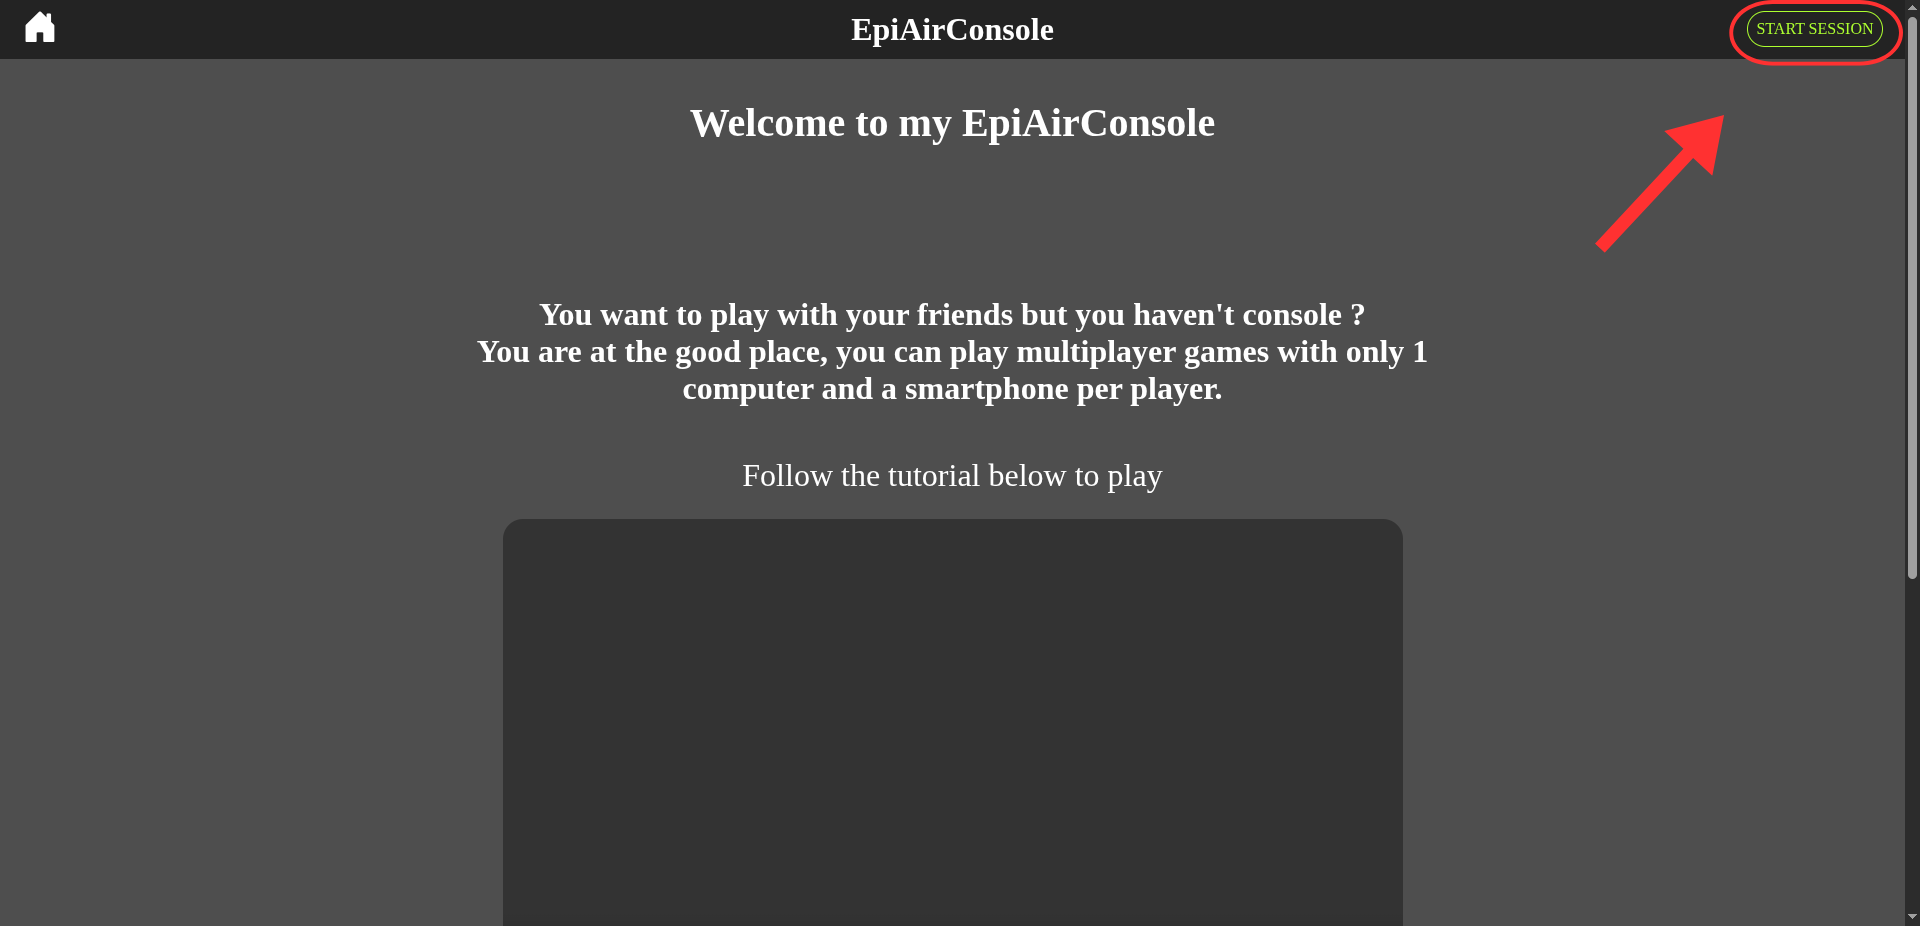 EpiAirConsole
START SESSION
Welcome to my EpiAirConsole
You want to play with your friends but you haven't console ?
You are at the good place, you can play multiplayer games with only 1
computer and a smartphone per player.
Follow the tutorial below to play